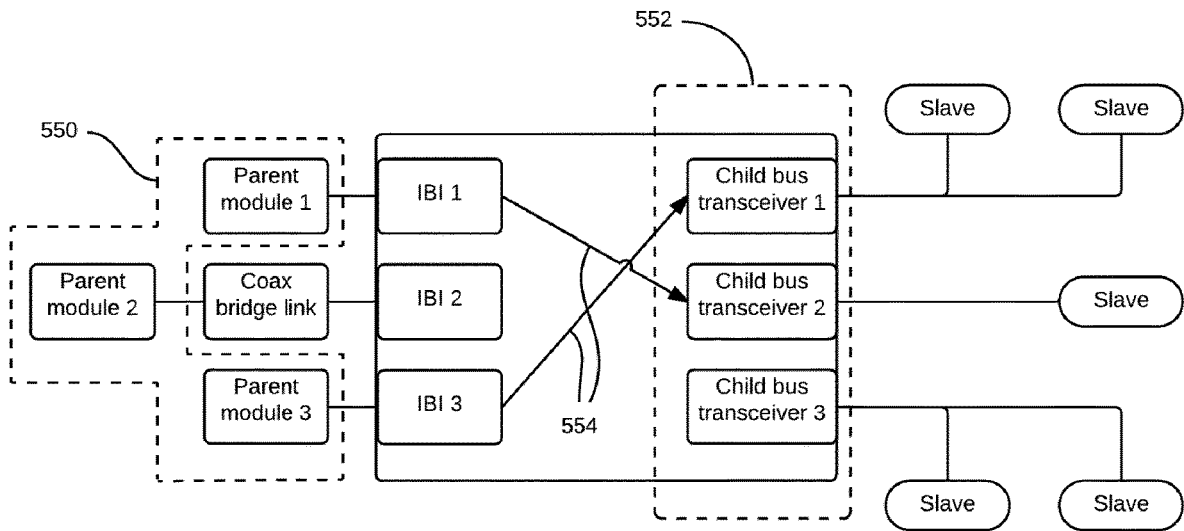 552
Slave
Slave
550
Parent
module 1
IBI 1
Child bus
transceiver 1
Parent
module 2
Coax
bridge link
IBI 2
Child bus
transceiver 2
Slave
Parent
module 3
IBI 3
Child bus
transceiver 3
554
Slave
Slave